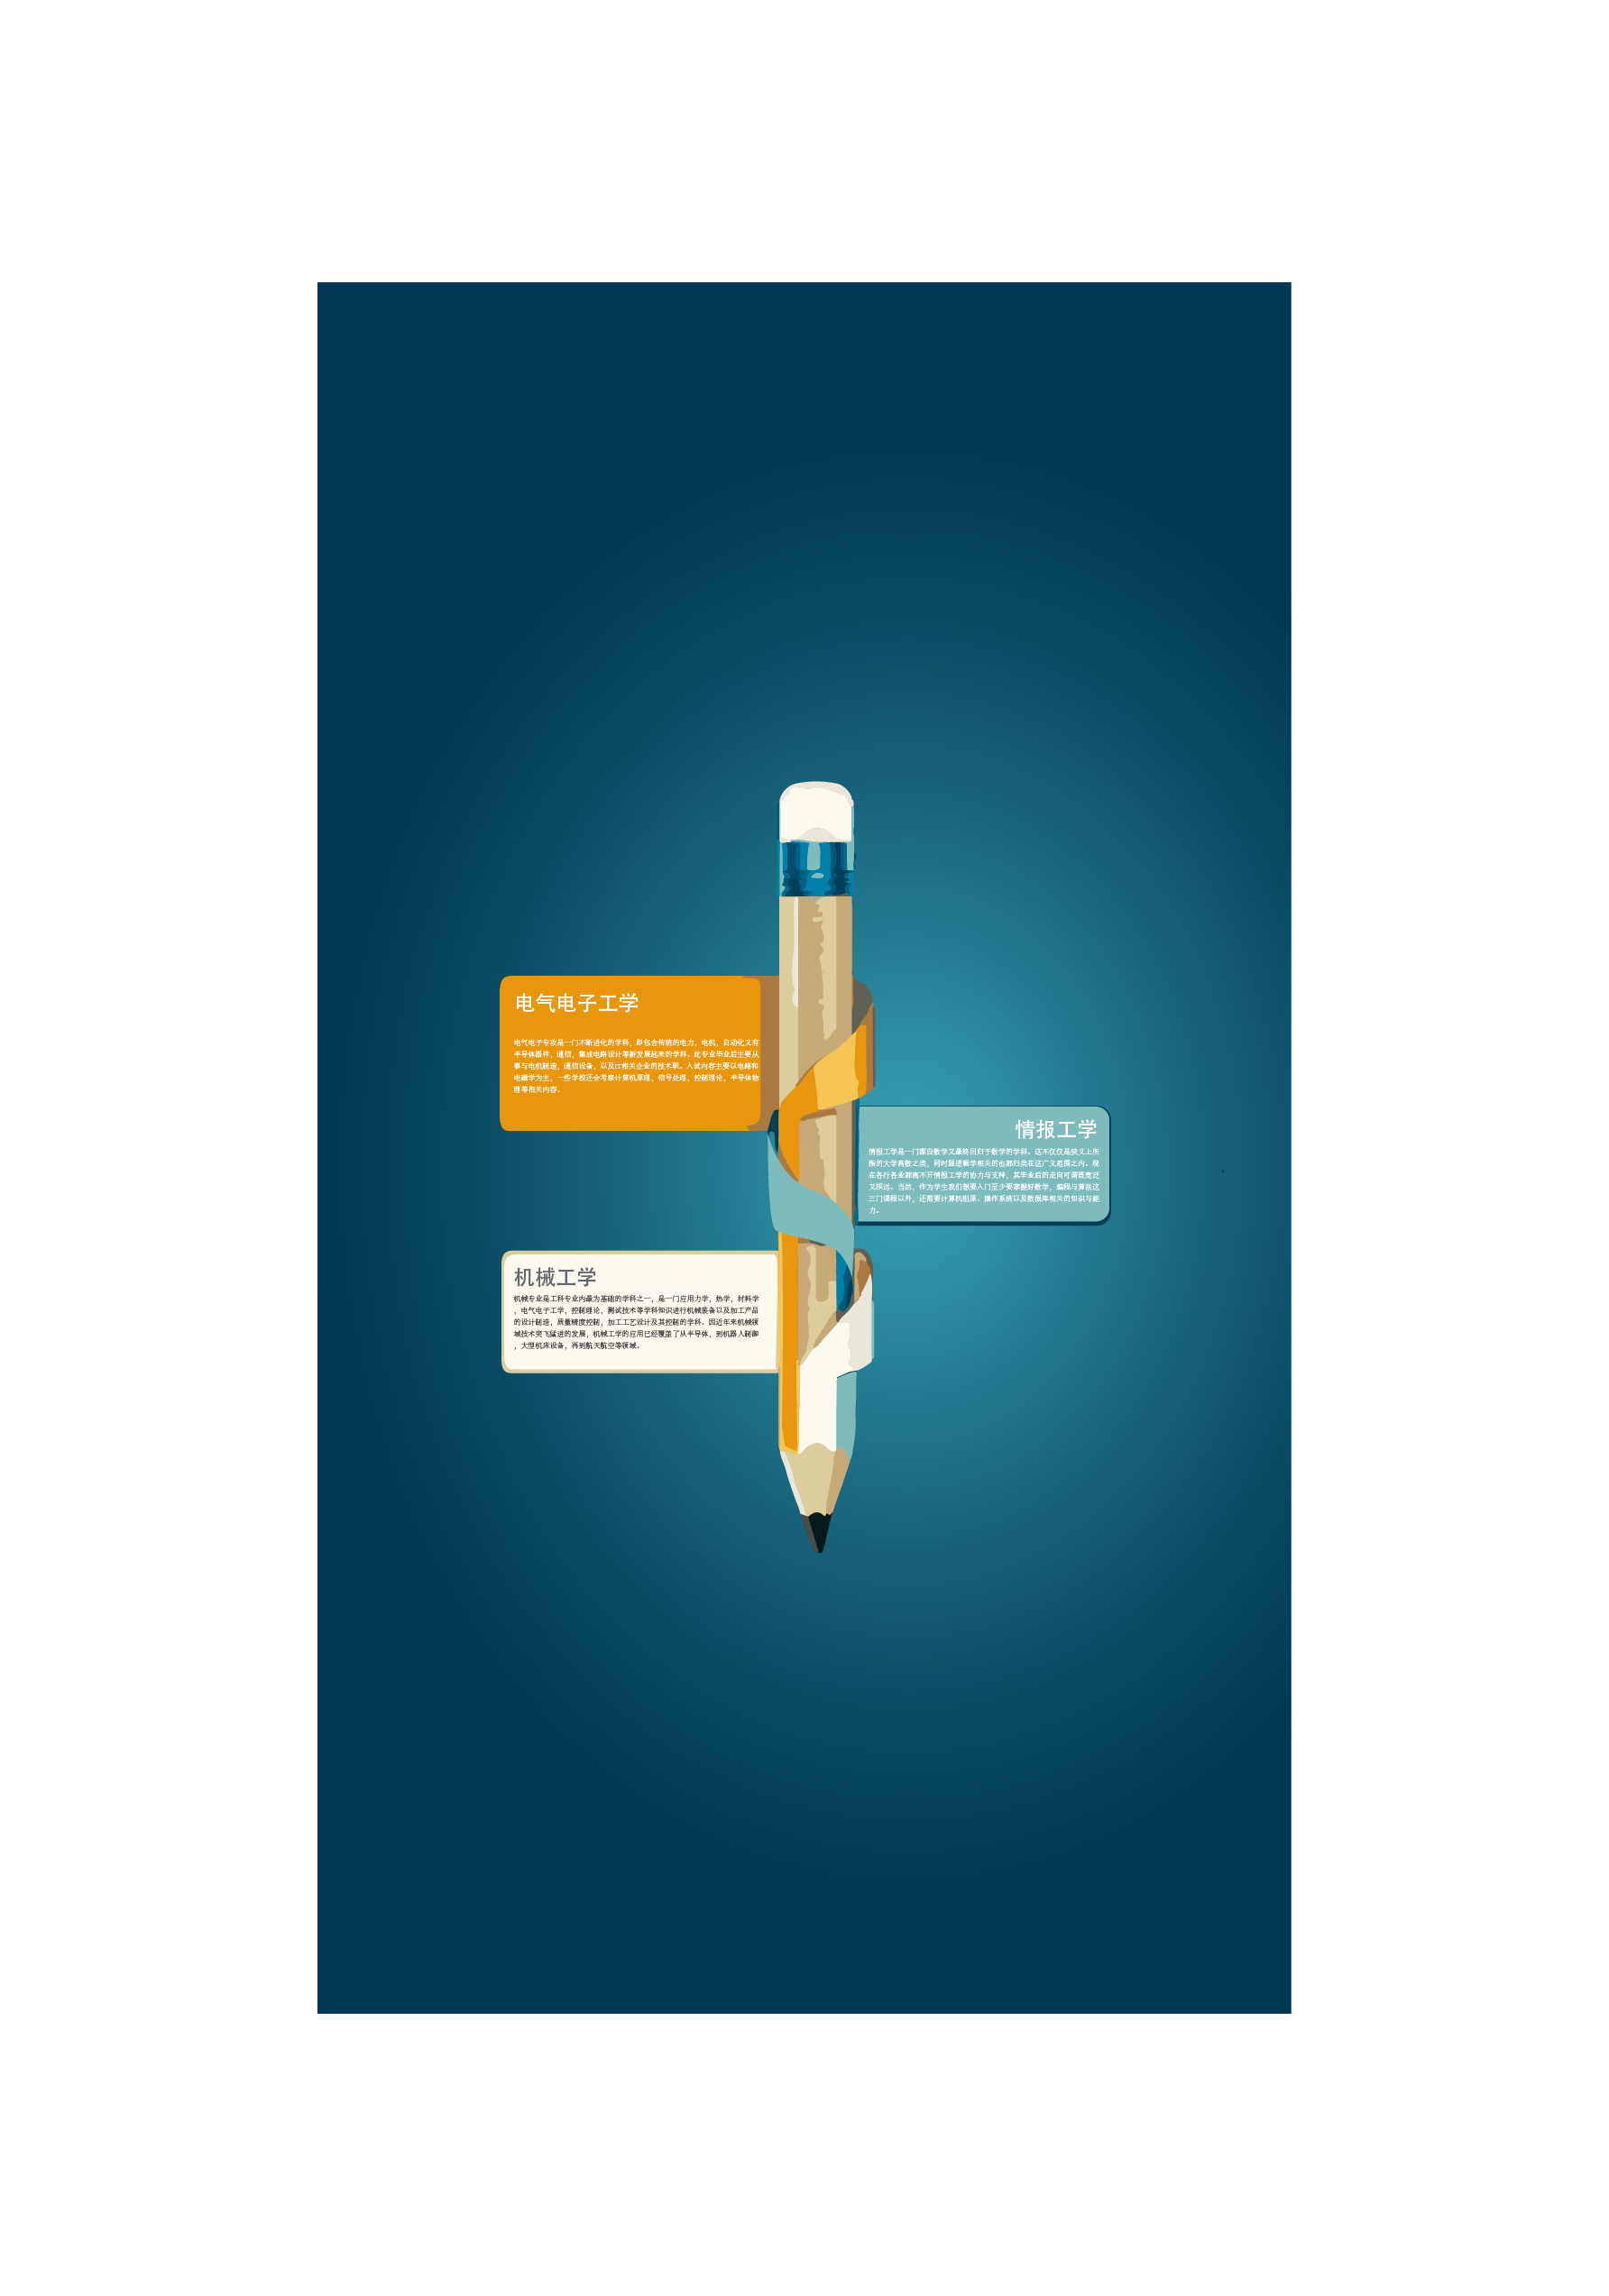 电气电子工学
电气电子专攻是一门不断进化的学科，即包含传统的电力，电机，自动化又有
半导体器件，通信，集成电路设计等新发展起来的学科。此专业毕业后主要从
事与电机制造，通信设备，以及IT相关企业的技术职。入试内容主要以电路和
电磁学为主，一些学校还会考察计算机原理，信号处理，控制理论，半导体物
理等相关内容。
情报工学
情报工学是一门源自数学又最终回归于数学的学科。这不仅仅是狭义上所
指的大学高数之类，同时跟逻辑学相关的也都归类在这广义范围之内。现
在各行各业都离不开情报工学的协力与支持，其毕业后的走向可谓既宽泛
又深远。当然，作为学生我们想要入门至少要掌握好数学，编程与算法这
三门课程以外，还需要计算机组原、操作系统以及数据库相关的知识与能
力。
机械工学
机械专业是工科专业内最为基础的学科之一，是一门应用力学，热学，材料学
，电气电子工学，控制理论，测试技术等学科知识进行机械装备以及加工产品
的设计制造，质量精度控制，加工工艺设计及其控制的学科。因近年来机械领
域技术突飞猛进的发展，机械工学的应用已经覆盖了从半导体，到机器人制御
，大型机床设备，再到航天航空等领域。